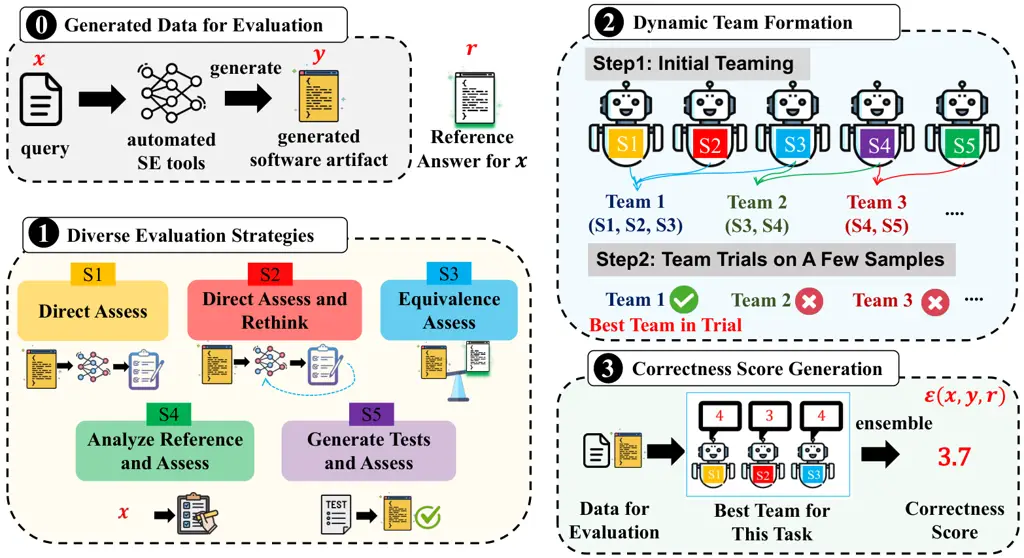 0 Generated Data for Evaluation
x
generate
y
r
query
automated
SE tools
generated
software artifact
Reference
Answer for x
1 Diverse Evaluation Strategies
S1
Direct Assess
S2
Direct Assess and
Rethink
S3
Equivalence
Assess
S4
Analyze Reference
and Assess
S5
Generate Tests
and Assess
x
TEST
2 Dynamic Team Formation
Step1: Initial Teaming
S1
S2
S3
S4
S5
Team 1
(S1, S2, S3)
Team 2
(S3, S4)
Team 3
(S4, S5)
....
Step2: Team Trials on A Few Samples
Team 1
Team 2
Team 3
....
Best Team in Trial
3 Correctness Score Generation
4
3
4
S1
S2
S3
ensemble
ε(x, y, r)
3.7
Data for
Evaluation
Best Team for
This Task
Correctness
Score